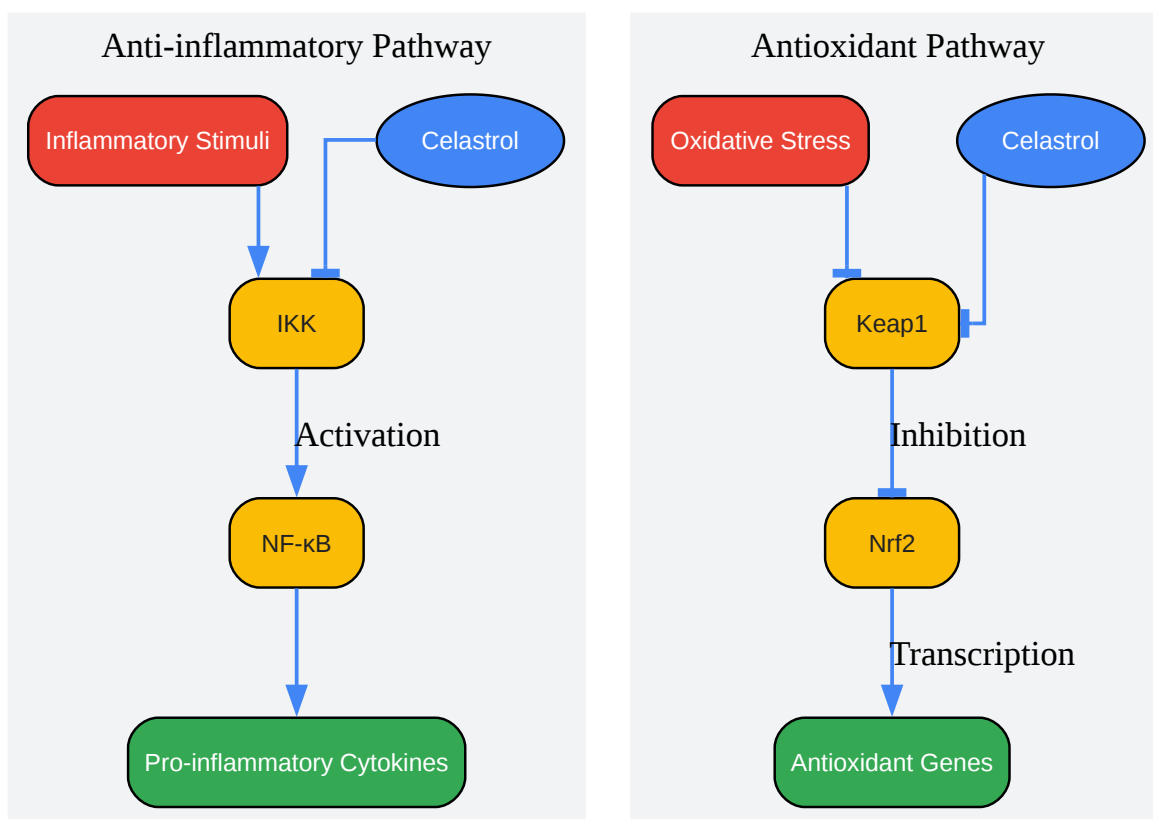 Anti-inflammatory Pathway
Inflammatory Stimuli
Celastrol
IKK
Activation
NF-κB
Pro-inflammatory Cytokines
Antioxidant Pathway
Oxidative Stress
Celastrol
Keap1
Inhibition
Nrf2
Transcription
Antioxidant Genes